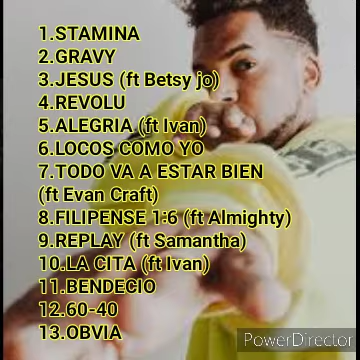 1.STAMINA
2.GRAVY
3.JESUS (ft Betsy jo)
4.REVOLU
5.ALEGRIA (ft Ivan)
6.LOCOS COMO YO
7.TODO VA A ESTAR BIEN
(ft Evan Craft)
8.FILIPENSE 1:6 (ft Almighty)
9.REPLAY (ft Samantha)
10.LA CITA (ft Ivan)
11.BENDECIO
12.60-40
13.OBVIA
PowerDirector